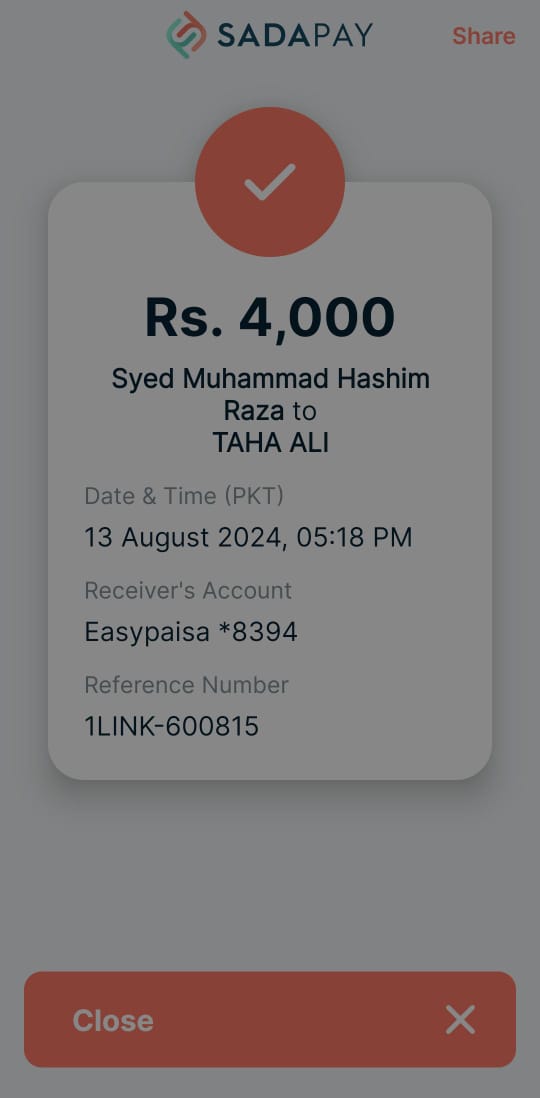 SADAPAY
Share
Rs. 4,000
Syed Muhammad Hashim
Raza to
TAHA ALI
Date & Time (PKT)
13 August 2024, 05:18 PM
Receiver's Account
Easypaisa *8394
Reference Number
1LINK-600815
Close